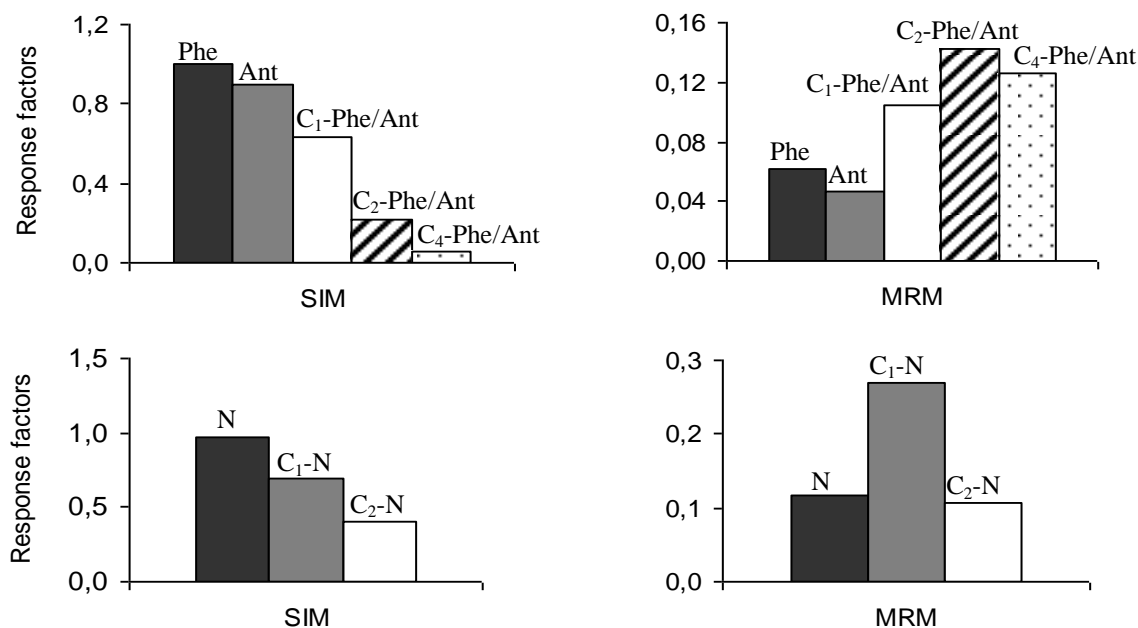 Response factors
1,2
0,8
0,4
0,0
Phe
Ant
C₁-Phe/Ant
C₂-Phe/Ant
C₄-Phe/Ant
SIM
0,16
0,12
0,08
0,04
0,00
Phe
Ant
C₁-Phe/Ant
C₂-Phe/Ant
C₄-Phe/Ant
MRM
Response factors
1,5
1,0
0,5
0,0
N
C₁-N
C₂-N
SIM
0,3
0,2
0,1
0,0
N
C₁-N
C₂-N
MRM